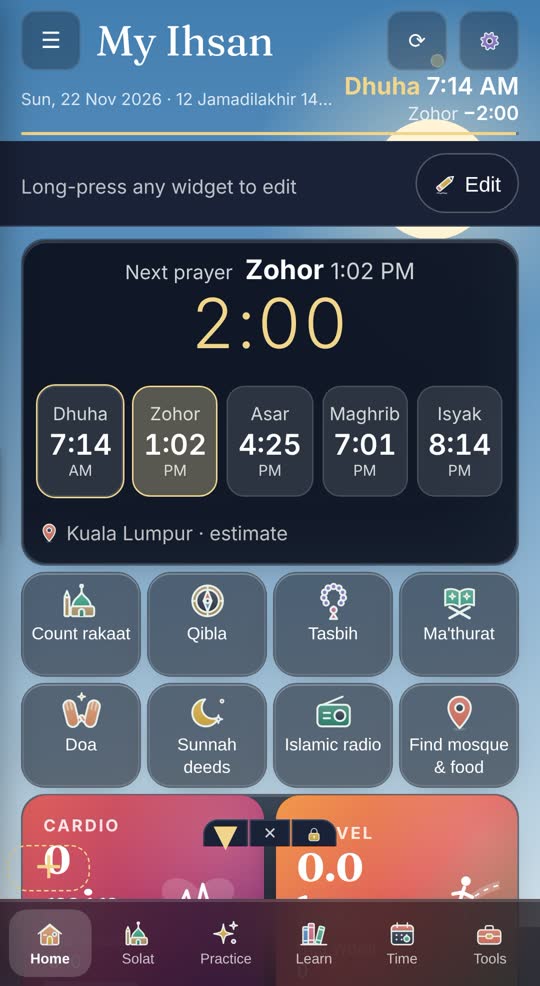 My Ihsan
Sun, 22 Nov 2026 · 12 Jamadilakhir 14...
Dhuha 7:14 AM
Zohor −2:00
Long-press any widget to edit
Edit
Next prayer Zohor 1:02 PM
2:00
Dhuha
7:14
AM
Zohor
1:02
PM
Asar
4:25
PM
Maghrib
7:01
PM
Isyak
8:14
PM
Kuala Lumpur · estimate
Count rakaat
Qibla
Tasbih
Ma'thurat
Doa
Sunnah
deeds
Islamic radio
Find mosque
& food
CARDIO
0
VEL
0.0
Home
Solat
Practice
Learn
Time
Tools